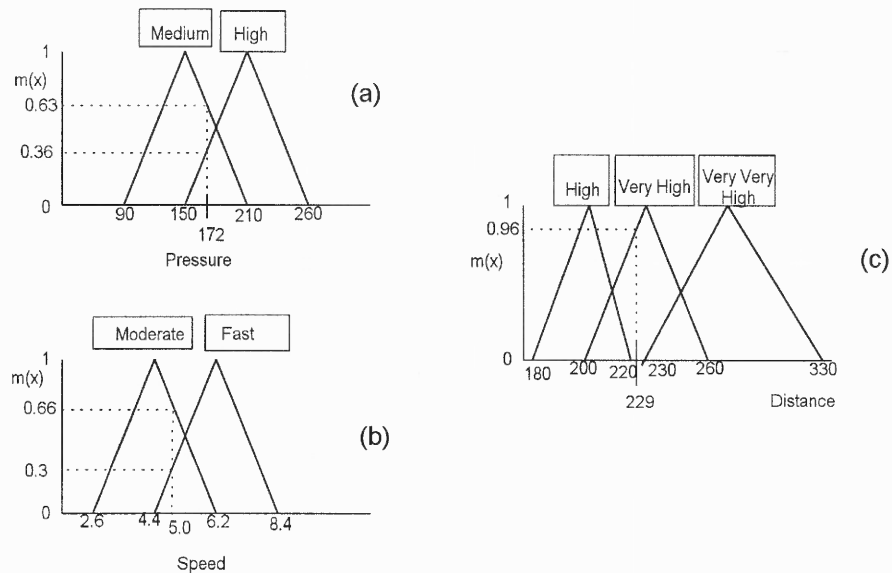 Medium High
1
m(x)
0.63
0.36
0
90 150 210 260
172
Pressure
(a)
Moderate Fast
1
m(x)
0.66
0.3
0
2.6 4.4 5.0 6.2 8.4
Speed
(b)
High Very High Very Very
High
1
0.96
m(x)
0
180 200 220 230 260 330
229 Distance
(c)